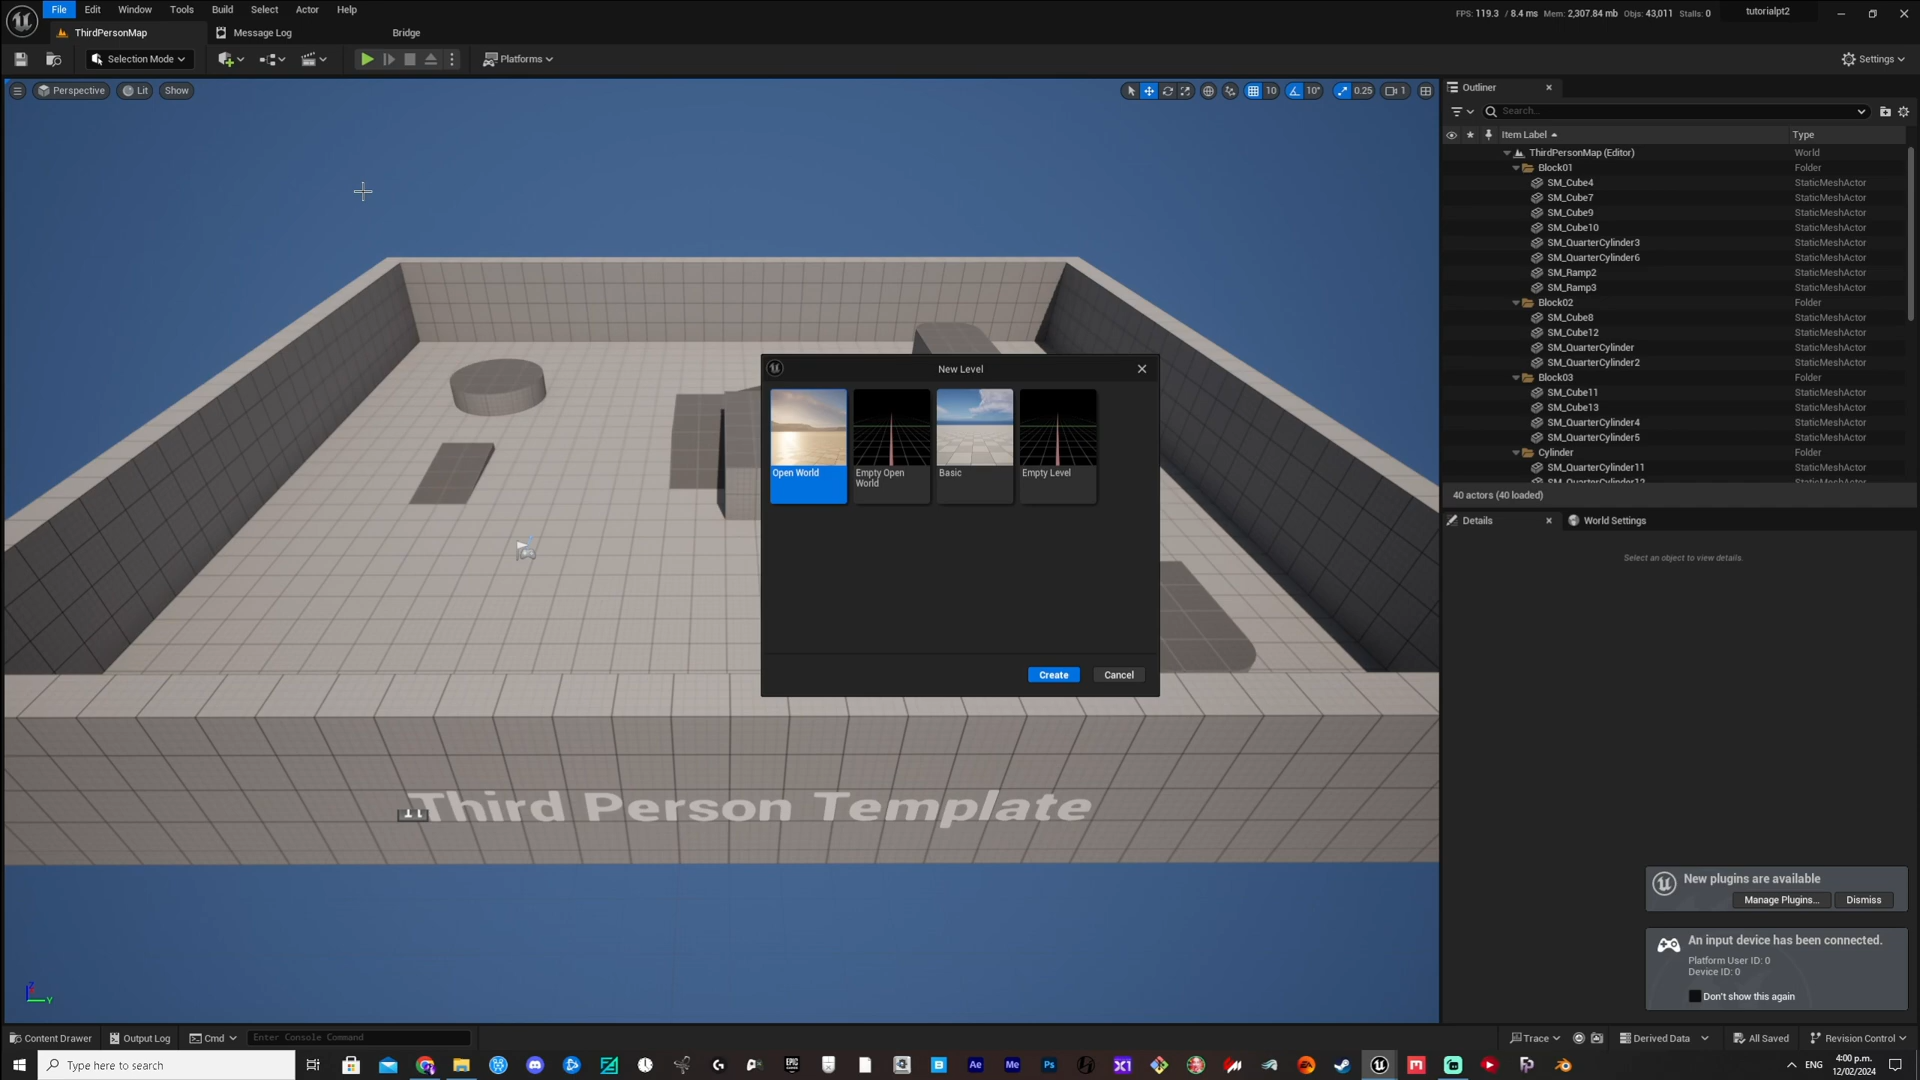 File Edit Window Tools Build Select Actor Help
FPS: 119.3 / 8.4 ms Mem: 2,307.84 mb Objs: 43,011 Stalls: 0
tutorialpt2
ThirdPersonMap
Message Log
Bridge
Selection Mode
Platforms
Settings
Perspective
Lit
Show
10
10°
0.25
1
Outliner
Search...
Item Label
Type
ThirdPersonMap (Editor) World
Block01 Folder
SM_Cube4 StaticMeshActor
SM_Cube7 StaticMeshActor
SM_Cube9 StaticMeshActor
SM_Cube10 StaticMeshActor
SM_QuarterCylinder3 StaticMeshActor
SM_QuarterCylinder6 StaticMeshActor
SM_Ramp2 StaticMeshActor
SM_Ramp3 StaticMeshActor
Block02 Folder
SM_Cube8 StaticMeshActor
SM_Cube12 StaticMeshActor
SM_QuarterCylinder StaticMeshActor
SM_QuarterCylinder2 StaticMeshActor
Block03 Folder
SM_Cube11 StaticMeshActor
SM_Cube13 StaticMeshActor
SM_QuarterCylinder4 StaticMeshActor
SM_QuarterCylinder5 StaticMeshActor
Cylinder Folder
SM_QuarterCylinder11 StaticMeshActor
SM_QuarterCylinder12 StaticMeshActor
40 actors (40 loaded)
Details
World Settings
Select an object to view details.
New Level
Open World
Empty Open
World
Basic
Empty Level
Create
Cancel
Third Person Template
New plugins are available
Manage Plugins...
Dismiss
An input device has been connected.
Platform User ID: 0
Device ID: 0
Don't show this again
Z
Y
Content Drawer
Output Log
Cmd
Enter Console Command
Trace
Derived Data
All Saved
Revision Control
Type here to search
EPIC
Ae
Me
Ps
X1
EA
ENG
4:00 p.m.
12/02/2024